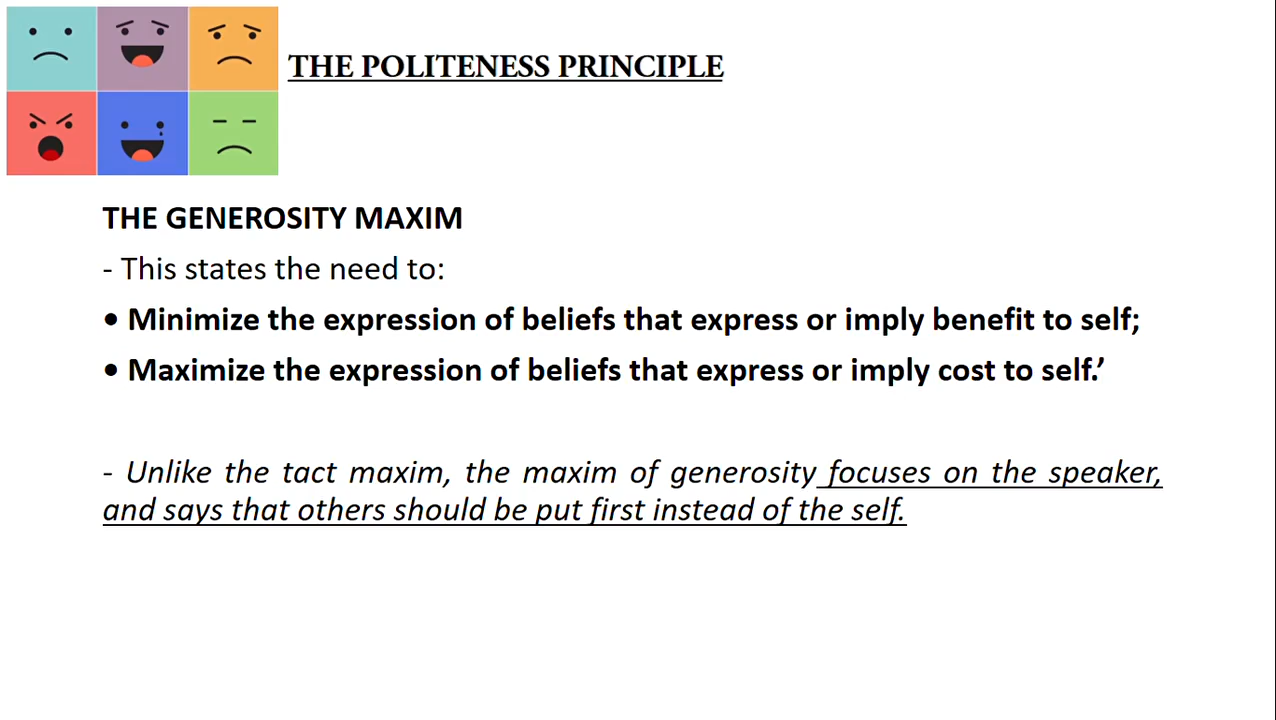 THE POLITENESS PRINCIPLE
THE GENEROSITY MAXIM
- This states the need to:
• Minimize the expression of beliefs that express or imply benefit to self;
• Maximize the expression of beliefs that express or imply cost to self.’
- Unlike the tact maxim, the maxim of generosity focuses on the speaker,
and says that others should be put first instead of the self.